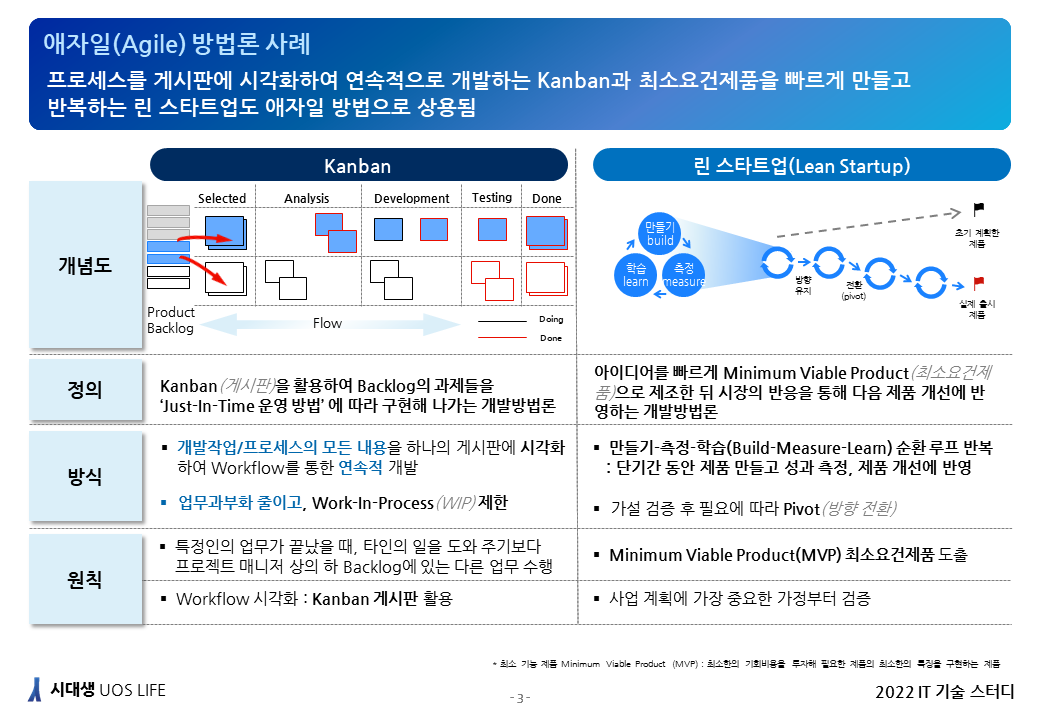 애자일(Agile) 방법론 사례
프로세스를 게시판에 시각화하여 연속적으로 개발하는 Kanban과 최소요건제품을 빠르게 만들고
반복하는 린 스타트업도 애자일 방법으로 상용됨
Kanban
린 스타트업(Lean Startup)
개념도
Selected
Analysis
Development
Testing
Done
Product
Backlog
Flow
Doing
Done
만들기
build
학습
learn
측정
measure
방향
유지
전환
(pivot)
초기 계획한
제품
실제 출시
제품
정의
Kanban(게시판)을 활용하여 Backlog의 과제들을
‘Just-In-Time 운영 방법’ 에 따라 구현해 나가는 개발방법론
아이디어를 빠르게 Minimum Viable Product(최소요건제
품)으로 제조한 뒤 시장의 반응을 통해 다음 제품 개선에 반
영하는 개발방법론
방식
▪ 개발작업/프로세스의 모든 내용을 하나의 게시판에 시각화
하여 Workflow를 통한 연속적 개발
▪ 업무과부화 줄이고, Work-In-Process(WIP) 제한
▪ 만들기-측정-학습(Build-Measure-Learn) 순환 루프 반복
: 단기간 동안 제품 만들고 성과 측정, 제품 개선에 반영
▪ 가설 검증 후 필요에 따라 Pivot(방향 전환)
원칙
▪ 특정인의 업무가 끝났을 때, 타인의 일을 도와 주기보다
프로젝트 매니저 상의 하 Backlog에 있는 다른 업무 수행
▪ Workflow 시각화 : Kanban 게시판 활용
▪ Minimum Viable Product(MVP) 최소요건제품 도출
▪ 사업 계획에 가장 중요한 가정부터 검증
* 최소 기능 제품 Minimum Viable Product (MVP) : 최소한의 기회비용을 투자해 필요한 제품의 최소한의 특징을 구현하는 제품
시대생 UOS LIFE
- 3 -
2022 IT 기술 스터디